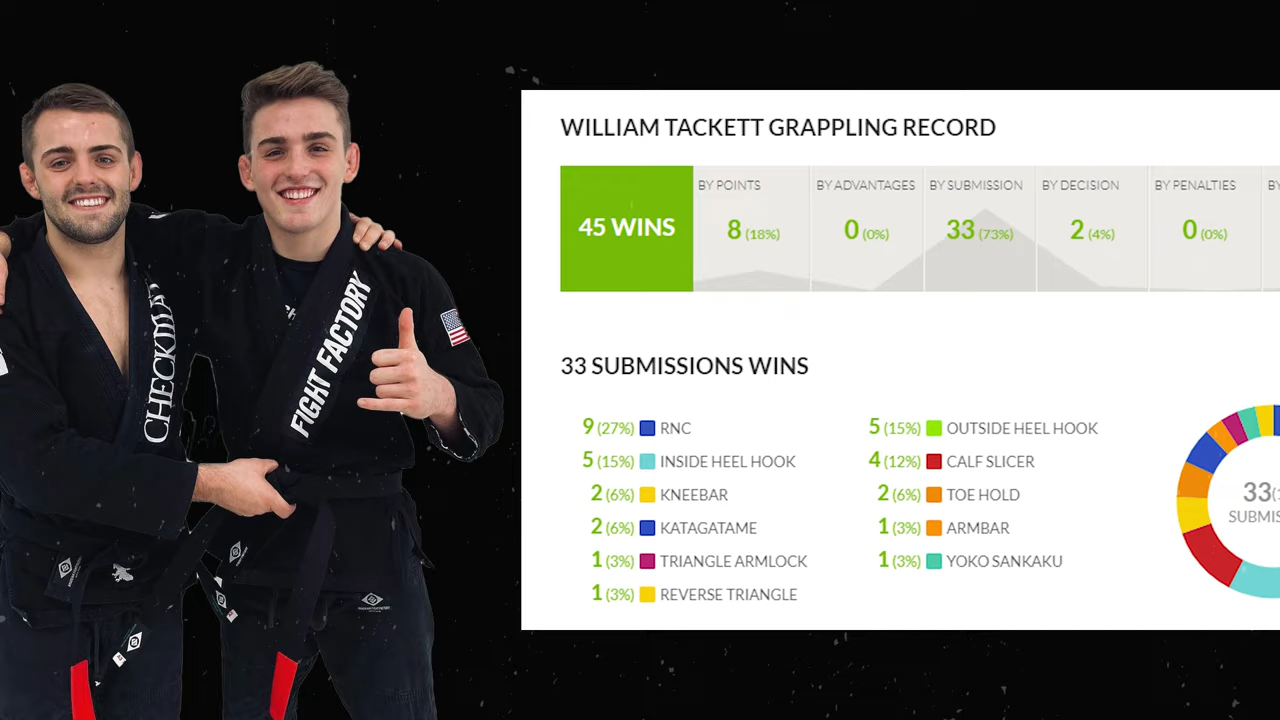 WILLIAM TACKETT GRAPPLING RECORD
45 WINS
BY POINTS
8 (18%)
BY ADVANTAGES
0 (0%)
BY SUBMISSION
33 (73%)
BY DECISION
2 (4%)
BY PENALTIES
0 (0%)
33 SUBMISSIONS WINS
9 (27%) RNC
5 (15%) INSIDE HEEL HOOK
2 (6%) KNEEBAR
2 (6%) KATAGATAME
1 (3%) TRIANGLE ARMLOCK
1 (3%) REVERSE TRIANGLE
5 (15%) OUTSIDE HEEL HOOK
4 (12%) CALF SLICER
2 (6%) TOE HOLD
1 (3%) ARMBAR
1 (3%) YOKO SANKAKU
33
FIGHT FACTORY